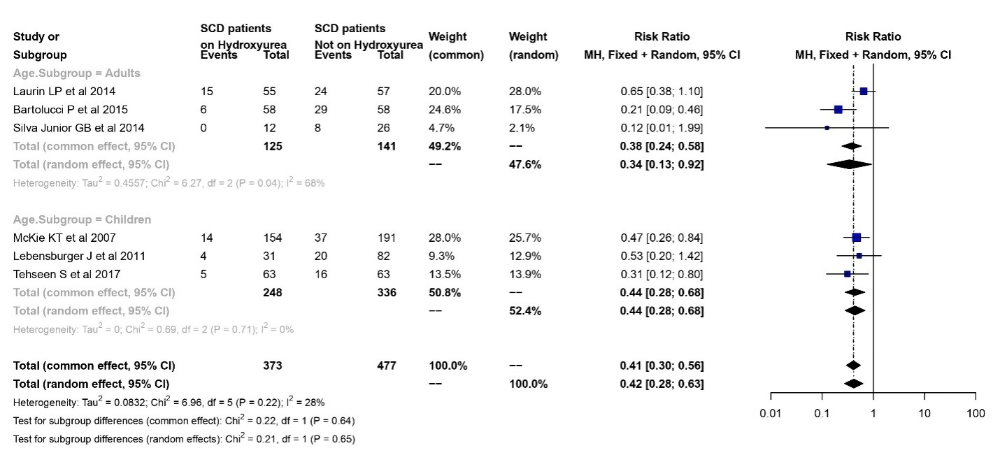 SCD patients SCD patients
Study or on Hydroxyurea Not on Hydroxyurea Weight Weight Risk Ratio Risk Ratio
Subgroup Events Total Events Total (common) (random) MH, Fixed + Random, 95% CI MH, Fixed + Random, 95% CI
Age.Subgroup = Adults
Laurin LP et al 2014 15 55 24 57 20.0% 28.0% 0.65 [0.38; 1.10]
Bartolucci P et al 2015 6 58 29 58 24.6% 17.5% 0.21 [0.09; 0.46]
Silva Junior GB et al 2014 0 12 8 26 4.7% 2.1% 0.12 [0.01; 1.99]
Total (common effect, 95% CI) 125 141 49.2% −− 0.38 [0.24; 0.58]
Total (random effect, 95% CI) −− 47.6% 0.34 [0.13; 0.92]
Heterogeneity: Tau² = 0.4557; Chi² = 6.27, df = 2 (P = 0.04); I² = 68%
Age.Subgroup = Children
McKie KT et al 2007 14 154 37 191 28.0% 25.7% 0.47 [0.26; 0.84]
Lebensburger J et al 2011 4 31 20 82 9.3% 12.9% 0.53 [0.20; 1.42]
Tehseen S et al 2017 5 63 16 63 13.5% 13.9% 0.31 [0.12; 0.80]
Total (common effect, 95% CI) 248 336 50.8% −− 0.44 [0.28; 0.68]
Total (random effect, 95% CI) −− 52.4% 0.44 [0.28; 0.68]
Heterogeneity: Tau² = 0; Chi² = 0.69, df = 2 (P = 0.71); I² = 0%
Total (common effect, 95% CI) 373 477 100.0% −− 0.41 [0.30; 0.56]
Total (random effect, 95% CI) −− 100.0% 0.42 [0.28; 0.63]
Heterogeneity: Tau² = 0.0832; Chi² = 6.96, df = 5 (P = 0.22); I² = 28%
Test for subgroup differences (common effect): Chi² = 0.22, df = 1 (P = 0.64)
Test for subgroup differences (random effects): Chi² = 0.21, df = 1 (P = 0.65)
0.01 0.1 1 10 100